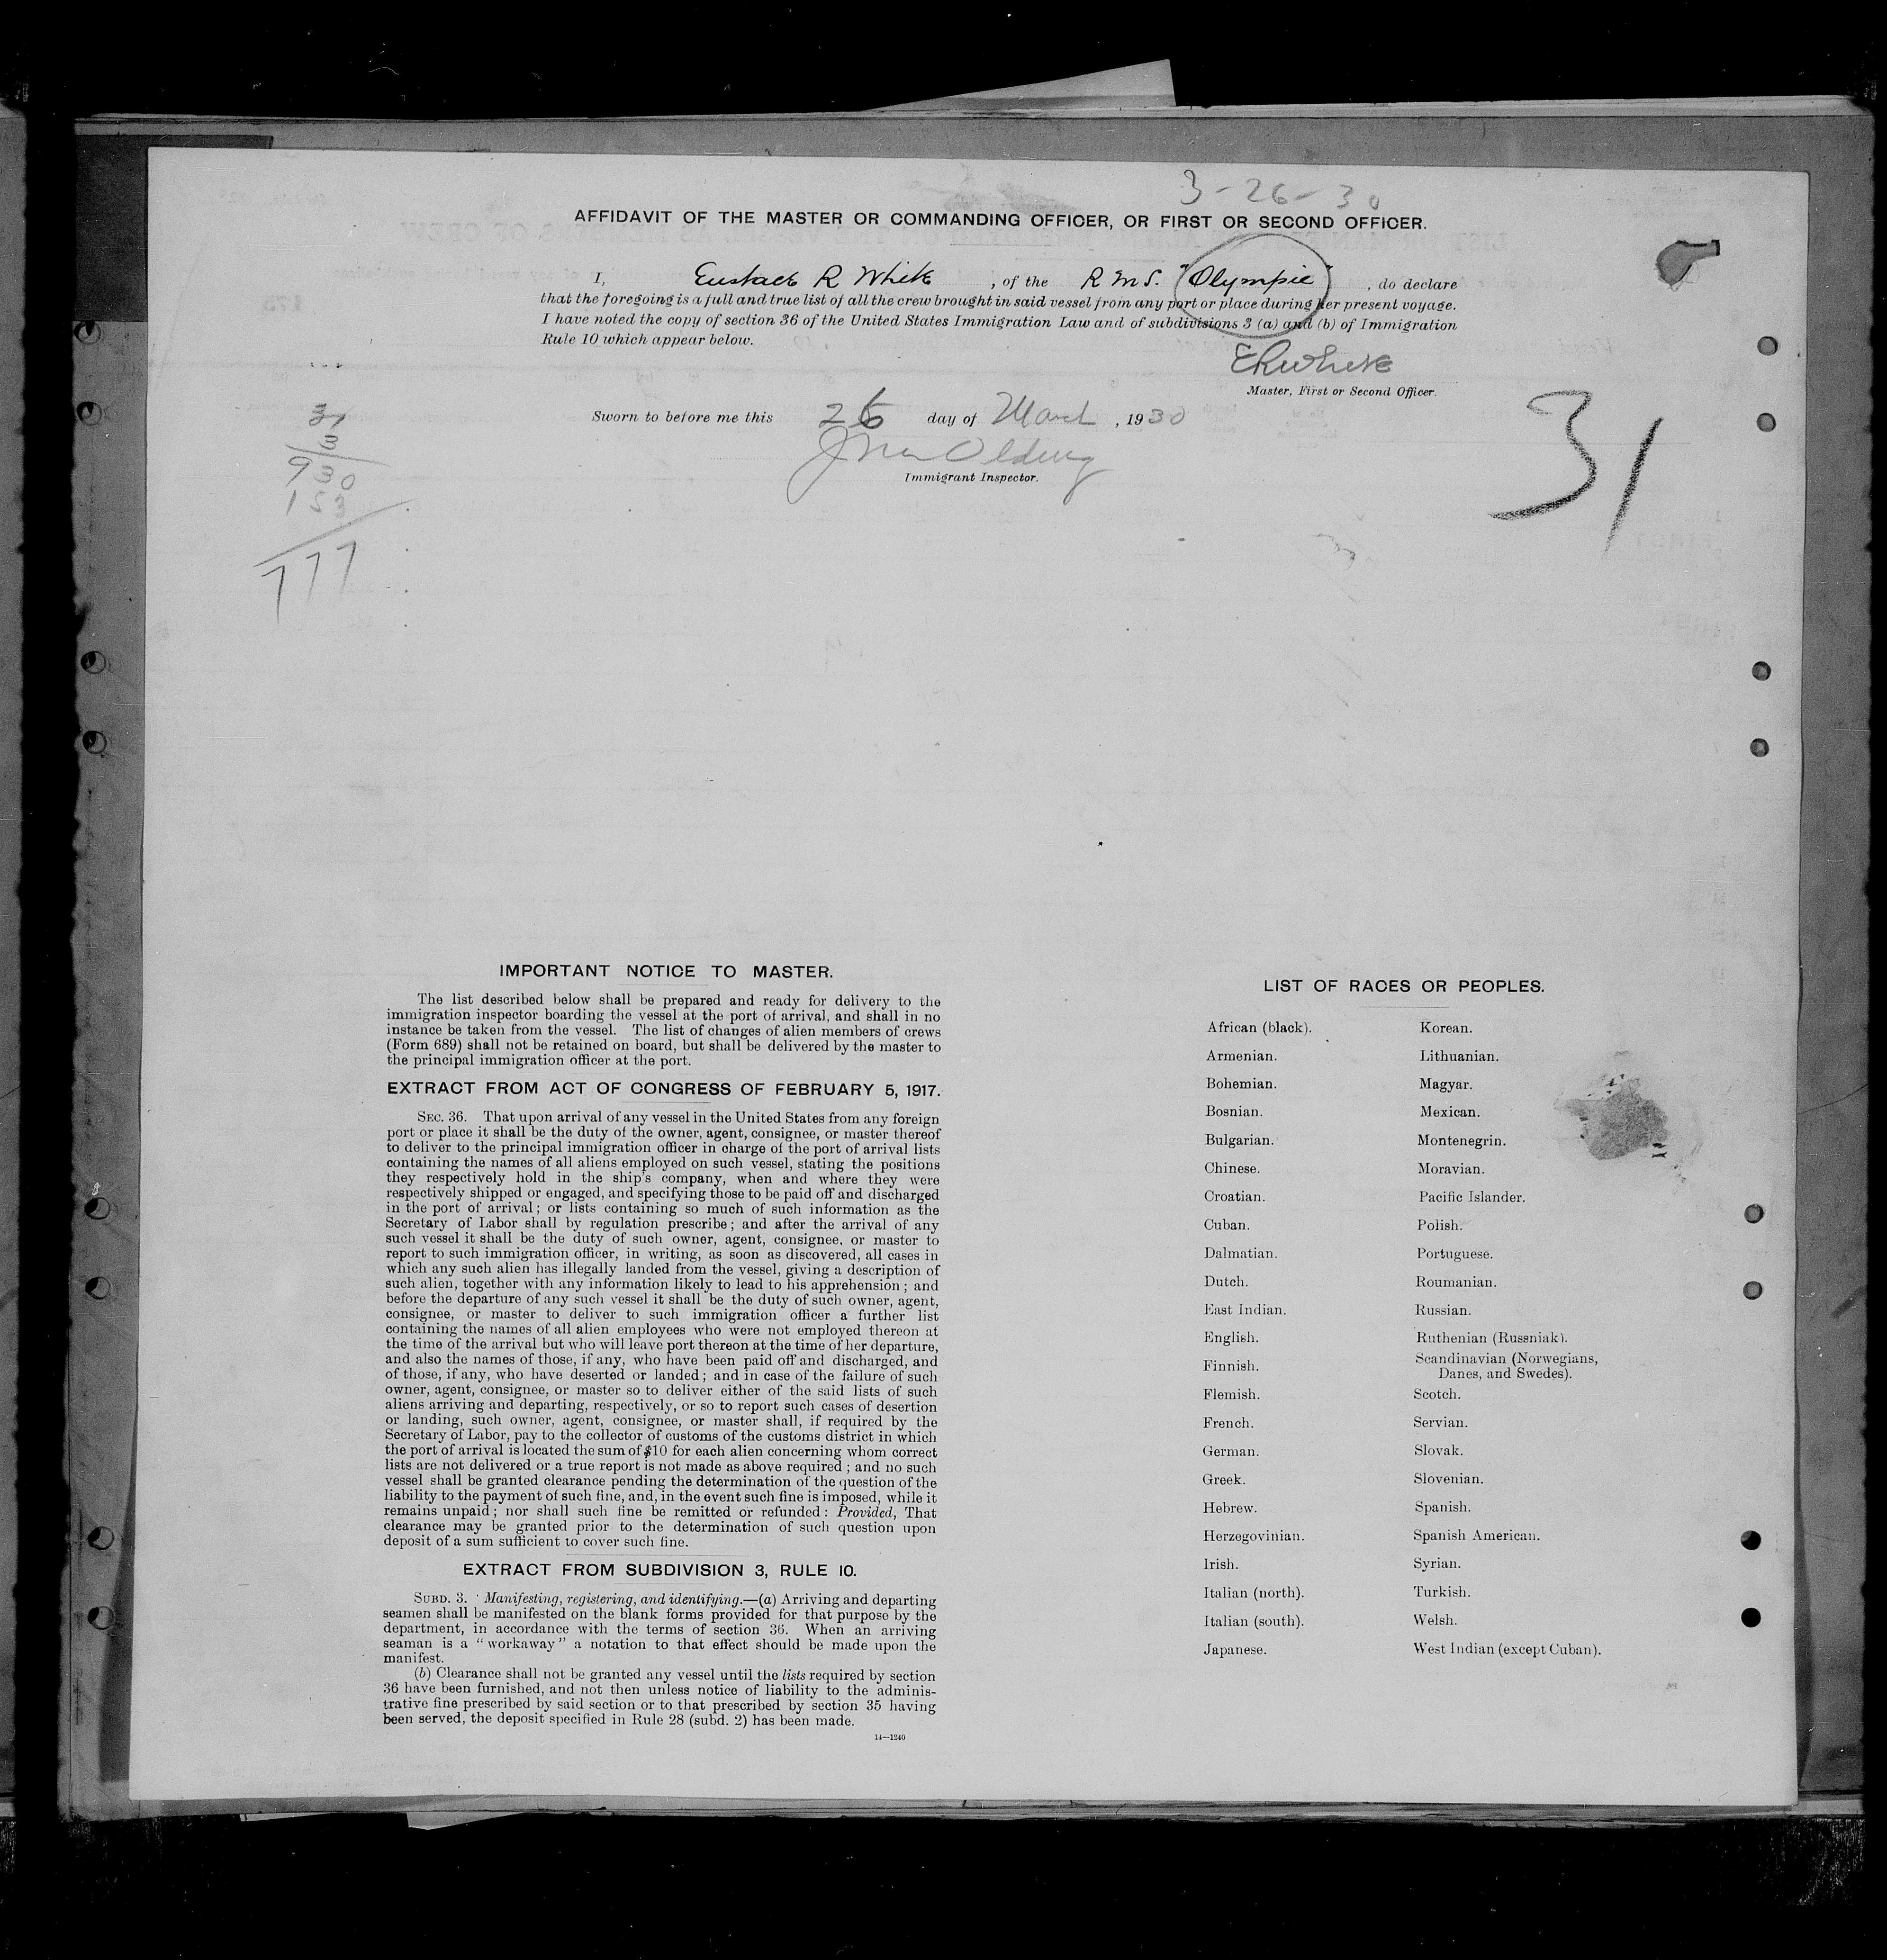 3-26-30
AFFIDAVIT OF THE MASTER OR COMMANDING OFFICER, OR FIRST OR SECOND OFFICER.
I, Eustace R White, of the R.M.S. "Olympic", do declare
that the foregoing is a full and true list of all the crew brought in said vessel from any port or place during her present voyage.
I have noted the copy of section 36 of the United States Immigration Law and of subdivisions 3 (a) and (b) of Immigration
Rule 10 which appear below.
ERWhite
Master, First or Second Officer.
Sworn to before me this 26 day of March, 1930
Immigrant Inspector.
31
31
3
930
153
777
IMPORTANT NOTICE TO MASTER.
The list described below shall be prepared and ready for delivery to the
immigration inspector boarding the vessel at the port of arrival, and shall in no
instance be taken from the vessel. The list of changes of alien members of crews
(Form 689) shall not be retained on board, but shall be delivered by the master to
the principal immigration officer at the port.
EXTRACT FROM ACT OF CONGRESS OF FEBRUARY 5, 1917.
SEC. 36. That upon arrival of any vessel in the United States from any foreign
port or place it shall be the duty of the owner, agent, consignee, or master thereof
to deliver to the principal immigration officer in charge of the port of arrival lists
containing the names of all aliens employed on such vessel, stating the positions
they respectively hold in the ship's company, when and where they were
respectively shipped or engaged, and specifying those to be paid off and discharged
in the port of arrival; or lists containing so much of such information as the
Secretary of Labor shall by regulation prescribe; and after the arrival of any
such vessel it shall be the duty of such owner, agent, consignee, or master to
report to such immigration officer, in writing, as soon as discovered, all cases in
which any such alien has illegally landed from the vessel, giving a description of
such alien, together with any information likely to lead to his apprehension; and
before the departure of any such vessel it shall be the duty of such owner, agent,
consignee, or master to deliver to such immigration officer a further list
containing the names of all alien employees who were not employed thereon at
the time of the arrival but who will leave port thereon at the time of her departure,
and also the names of those, if any, who have been paid off and discharged, and
of those, if any, who have deserted or landed; and in case of the failure of such
owner, agent, consignee, or master so to deliver either of the said lists of such
aliens arriving and departing, respectively, or so to report such cases of desertion
or landing, such owner, agent, consignee, or master shall, if required by the
Secretary of Labor, pay to the collector of customs of the customs district in which
the port of arrival is located the sum of $10 for each alien concerning whom correct
lists are not delivered or a true report is not made as above required; and no such
vessel shall be granted clearance pending the determination of the question of the
liability to the payment of such fine, and, in the event such fine is imposed, while it
remains unpaid; nor shall such fine be remitted or refunded: Provided, That
clearance may be granted prior to the determination of such question upon
deposit of a sum sufficient to cover such fine.
EXTRACT FROM SUBDIVISION 3, RULE 10.
SUBD. 3. Manifesting, registering, and identifying.—(a) Arriving and departing
seamen shall be manifested on the blank forms provided for that purpose by the
department, in accordance with the terms of section 36. When an arriving
seaman is a "workaway" a notation to that effect should be made upon the
manifest.
(b) Clearance shall not be granted any vessel until the lists required by section
36 have been furnished, and not then unless notice of liability to the adminis-
trative fine prescribed by said section or to that prescribed by section 35 having
been served, the deposit specified in Rule 28 (subd. 2) has been made.
14—1240
LIST OF RACES OR PEOPLES.
African (black).
Armenian.
Bohemian.
Bosnian.
Bulgarian.
Chinese.
Croatian.
Cuban.
Dalmatian.
Dutch.
East Indian.
English.
Finnish.
Flemish.
French.
German.
Greek.
Hebrew.
Herzegovinian.
Irish.
Italian (north).
Italian (south).
Japanese.
Korean.
Lithuanian.
Magyar.
Mexican.
Montenegrin.
Moravian.
Pacific Islander.
Polish.
Portuguese.
Roumanian.
Russian.
Ruthenian (Russniak).
Scandinavian (Norwegians,
Danes, and Swedes).
Scotch.
Servian.
Slovak.
Slovenian.
Spanish.
Spanish American.
Syrian.
Turkish.
Welsh.
West Indian (except Cuban).